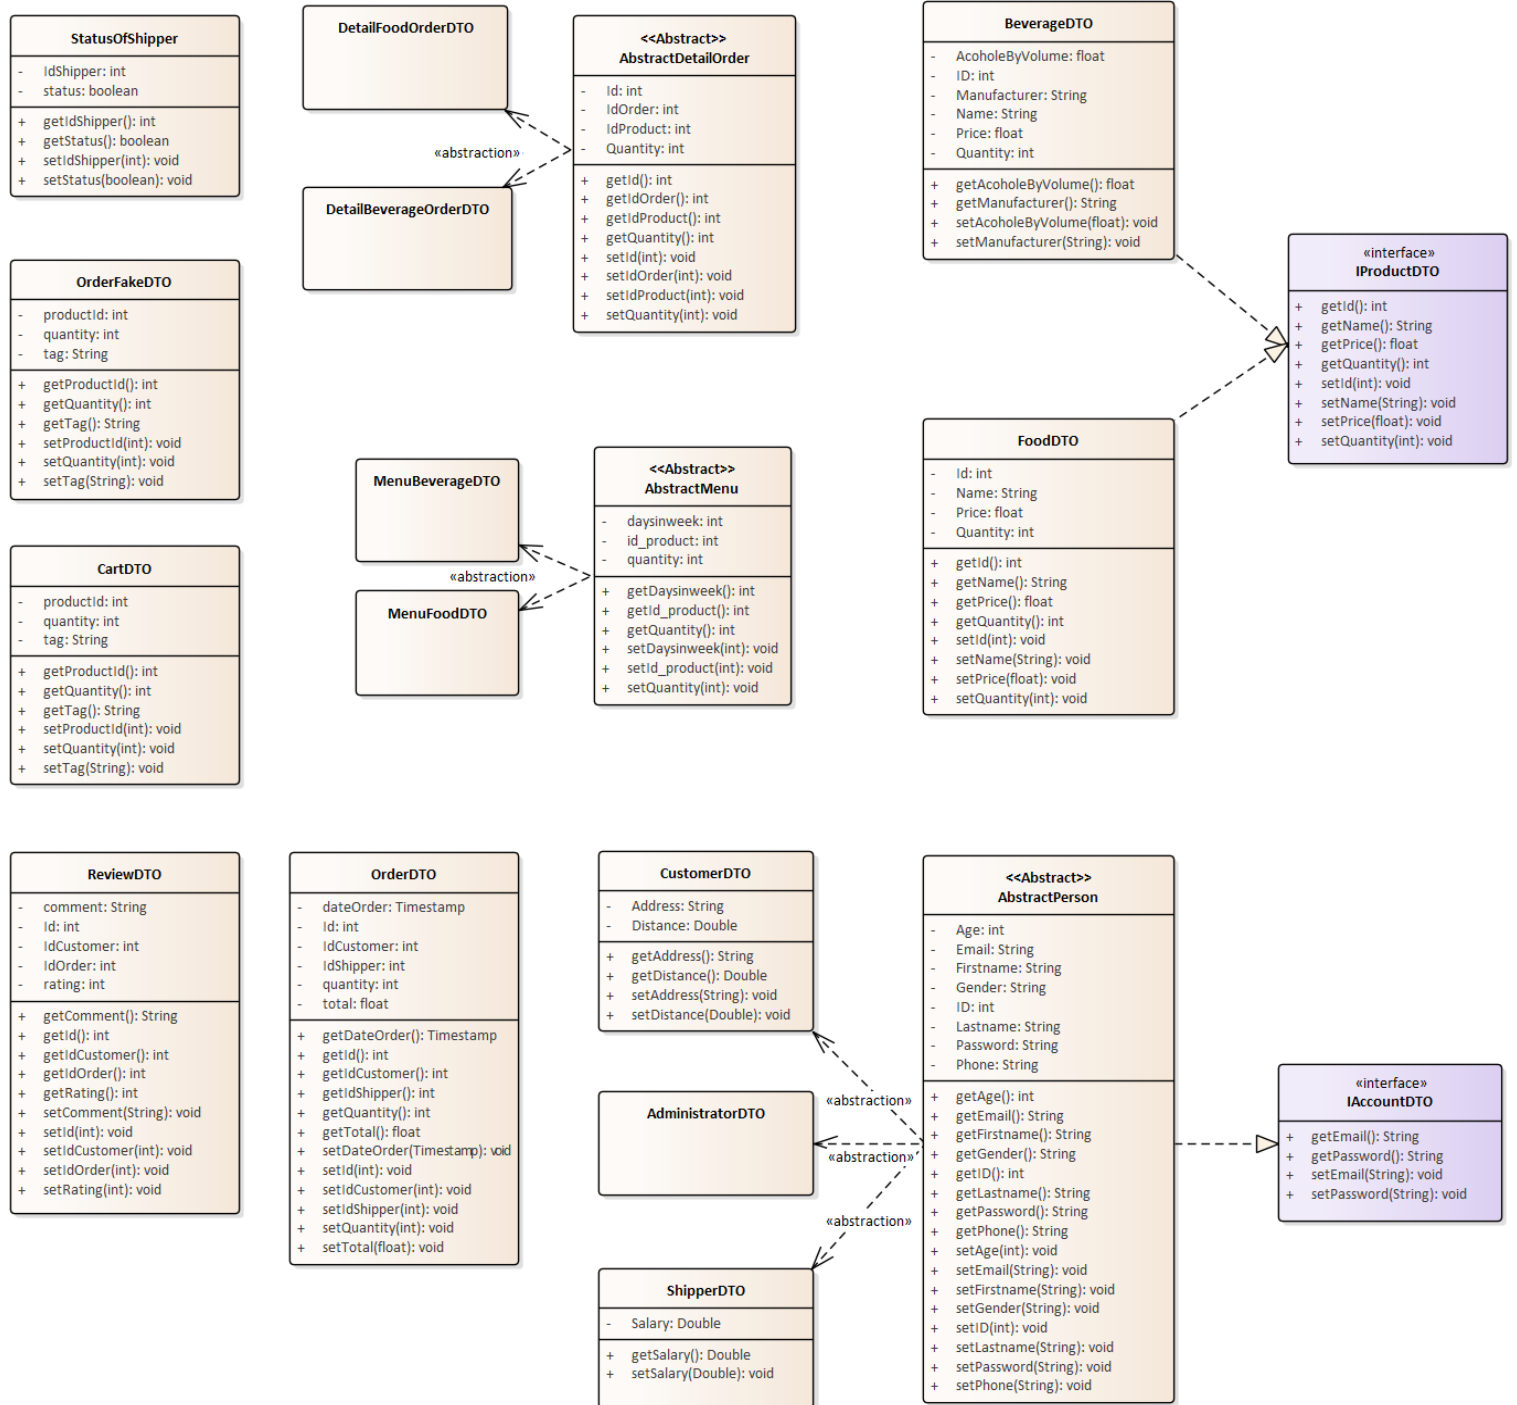 StatusOfShipper
- IdShipper: int
- status: boolean
+ getIdShipper(): int
+ getStatus(): boolean
+ setIdShipper(int): void
+ setStatus(boolean): void
DetailFoodOrderDTO
«abstraction»
DetailBeverageOrderDTO
<<Abstract>>
AbstractDetailOrder
- Id: int
- IdOrder: int
- IdProduct: int
- Quantity: int
+ getId(): int
+ getIdOrder(): int
+ getIdProduct(): int
+ getQuantity(): int
+ setId(int): void
+ setIdOrder(int): void
+ setIdProduct(int): void
+ setQuantity(int): void
BeverageDTO
- AcoholeByVolume: float
- ID: int
- Manufacturer: String
- Name: String
- Price: float
- Quantity: int
+ getAcoholeByVolume(): float
+ getManufacturer(): String
+ setAcoholeByVolume(float): void
+ setManufacturer(String): void
«interface»
IProductDTO
+ getId(): int
+ getName(): String
+ getPrice(): float
+ getQuantity(): int
+ setId(int): void
+ setName(String): void
+ setPrice(float): void
+ setQuantity(int): void
OrderFakeDTO
- productId: int
- quantity: int
- tag: String
+ getProductId(): int
+ getQuantity(): int
+ getTag(): String
+ setProductId(int): void
+ setQuantity(int): void
+ setTag(String): void
MenuBeverageDTO
«abstraction»
MenuFoodDTO
<<Abstract>>
AbstractMenu
- daysinweek: int
- id_product: int
- quantity: int
+ getDaysinweek(): int
+ getId_product(): int
+ getQuantity(): int
+ setDaysinweek(int): void
+ setId_product(int): void
+ setQuantity(int): void
FoodDTO
- Id: int
- Name: String
- Price: float
- Quantity: int
+ getId(): int
+ getName(): String
+ getPrice(): float
+ getQuantity(): int
+ setId(int): void
+ setName(String): void
+ setPrice(float): void
+ setQuantity(int): void
CartDTO
- productId: int
- quantity: int
- tag: String
+ getProductId(): int
+ getQuantity(): int
+ getTag(): String
+ setProductId(int): void
+ setQuantity(int): void
+ setTag(String): void
ReviewDTO
- comment: String
- Id: int
- IdCustomer: int
- IdOrder: int
- rating: int
+ getComment(): String
+ getId(): int
+ getIdCustomer(): int
+ getIdOrder(): int
+ getRating(): int
+ setComment(String): void
+ setId(int): void
+ setIdCustomer(int): void
+ setIdOrder(int): void
+ setRating(int): void
OrderDTO
- dateOrder: Timestamp
- Id: int
- IdCustomer: int
- IdShipper: int
- quantity: int
- total: float
+ getDateOrder(): Timestamp
+ getId(): int
+ getIdCustomer(): int
+ getIdShipper(): int
+ getQuantity(): int
+ getTotal(): float
+ setDateOrder(Timestamp): void
+ setId(int): void
+ setIdCustomer(int): void
+ setIdShipper(int): void
+ setQuantity(int): void
+ setTotal(float): void
CustomerDTO
- Address: String
- Distance: Double
+ getAddress(): String
+ getDistance(): Double
+ setAddress(String): void
+ setDistance(Double): void
«abstraction»
AdministratorDTO
«abstraction»
«abstraction»
ShipperDTO
- Salary: Double
+ getSalary(): Double
+ setSalary(Double): void
<<Abstract>>
AbstractPerson
- Age: int
- Email: String
- Firstname: String
- Gender: String
- ID: int
- Lastname: String
- Password: String
- Phone: String
+ getAge(): int
+ getEmail(): String
+ getFirstname(): String
+ getGender(): String
+ getID(): int
+ getLastname(): String
+ getPassword(): String
+ getPhone(): String
+ setAge(int): void
+ setEmail(String): void
+ setFirstname(String): void
+ setGender(String): void
+ setID(int): void
+ setLastname(String): void
+ setPassword(String): void
+ setPhone(String): void
«interface»
IAccountDTO
+ getEmail(): String
+ getPassword(): String
+ setEmail(String): void
+ setPassword(String): void